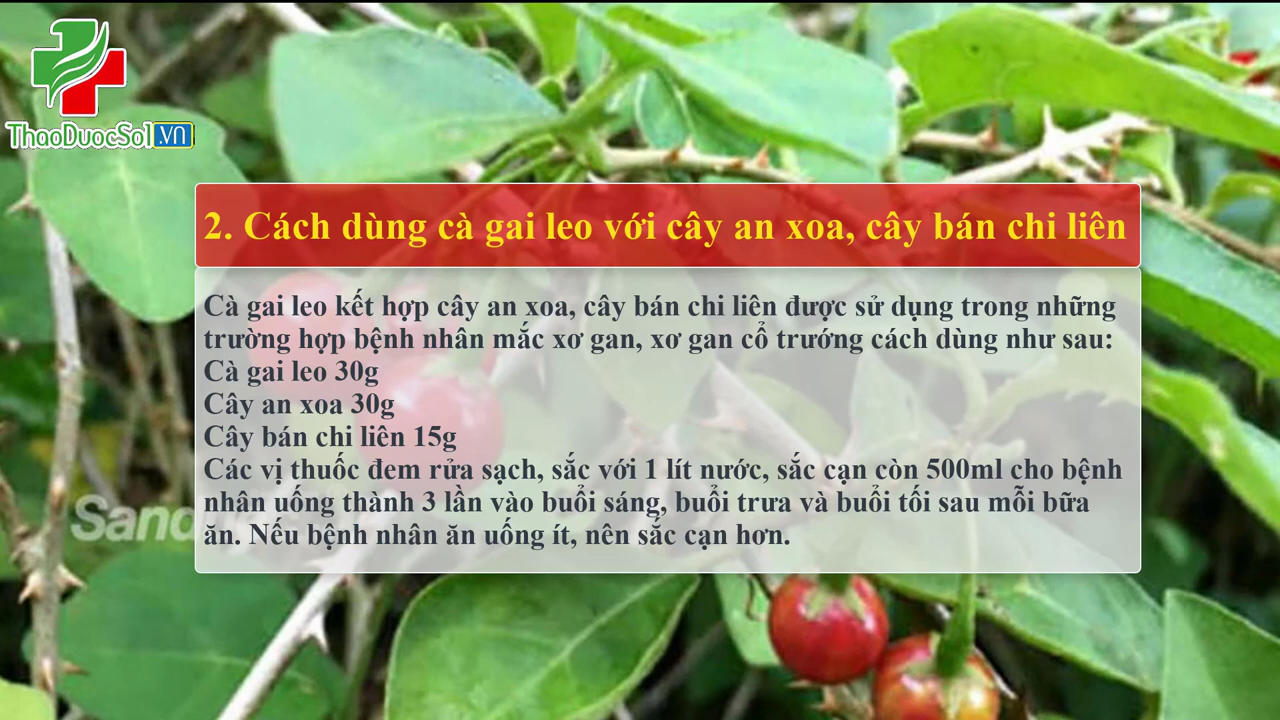 ThaoDuocSol.VN
2. Cách dùng cà gai leo với cây an xoa, cây bán chi liên
Cà gai leo kết hợp cây an xoa, cây bán chi liên được sử dụng trong những
trường hợp bệnh nhân mắc xơ gan, xơ gan cổ trướng cách dùng như sau:
Cà gai leo 30g
Cây an xoa 30g
Cây bán chi liên 15g
Các vị thuốc đem rửa sạch, sắc với 1 lít nước, sắc cạn còn 500ml cho bệnh
nhân uống thành 3 lần vào buổi sáng, buổi trưa và buổi tối sau mỗi bữa
ăn. Nếu bệnh nhân ăn uống ít, nên sắc cạn hơn.